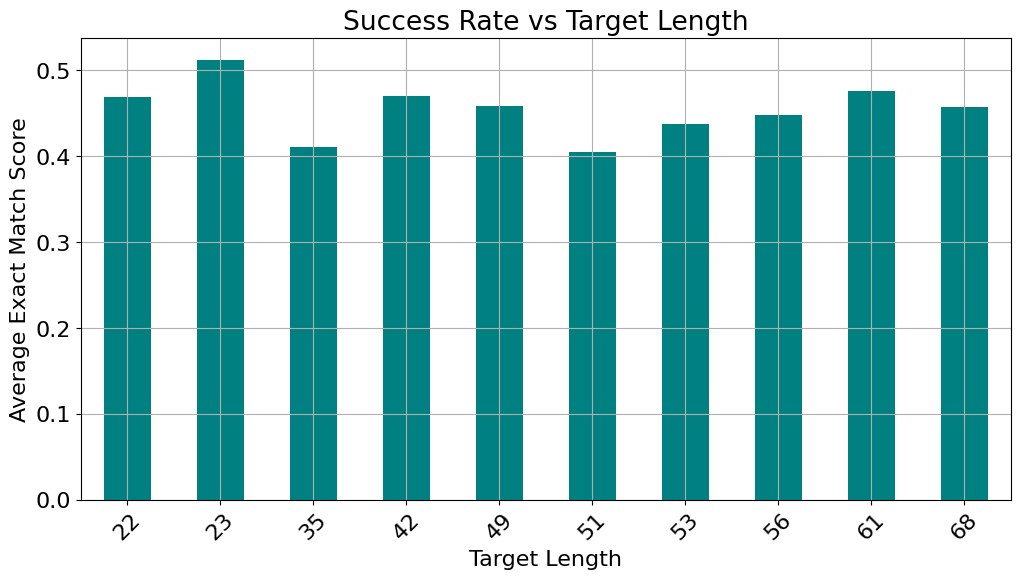 Success Rate vs Target Length
Average Exact Match Score
0.5
0.4
0.3
0.2
0.1
0.0
22 23 35 42 49 51 53 56 61 68
Target Length